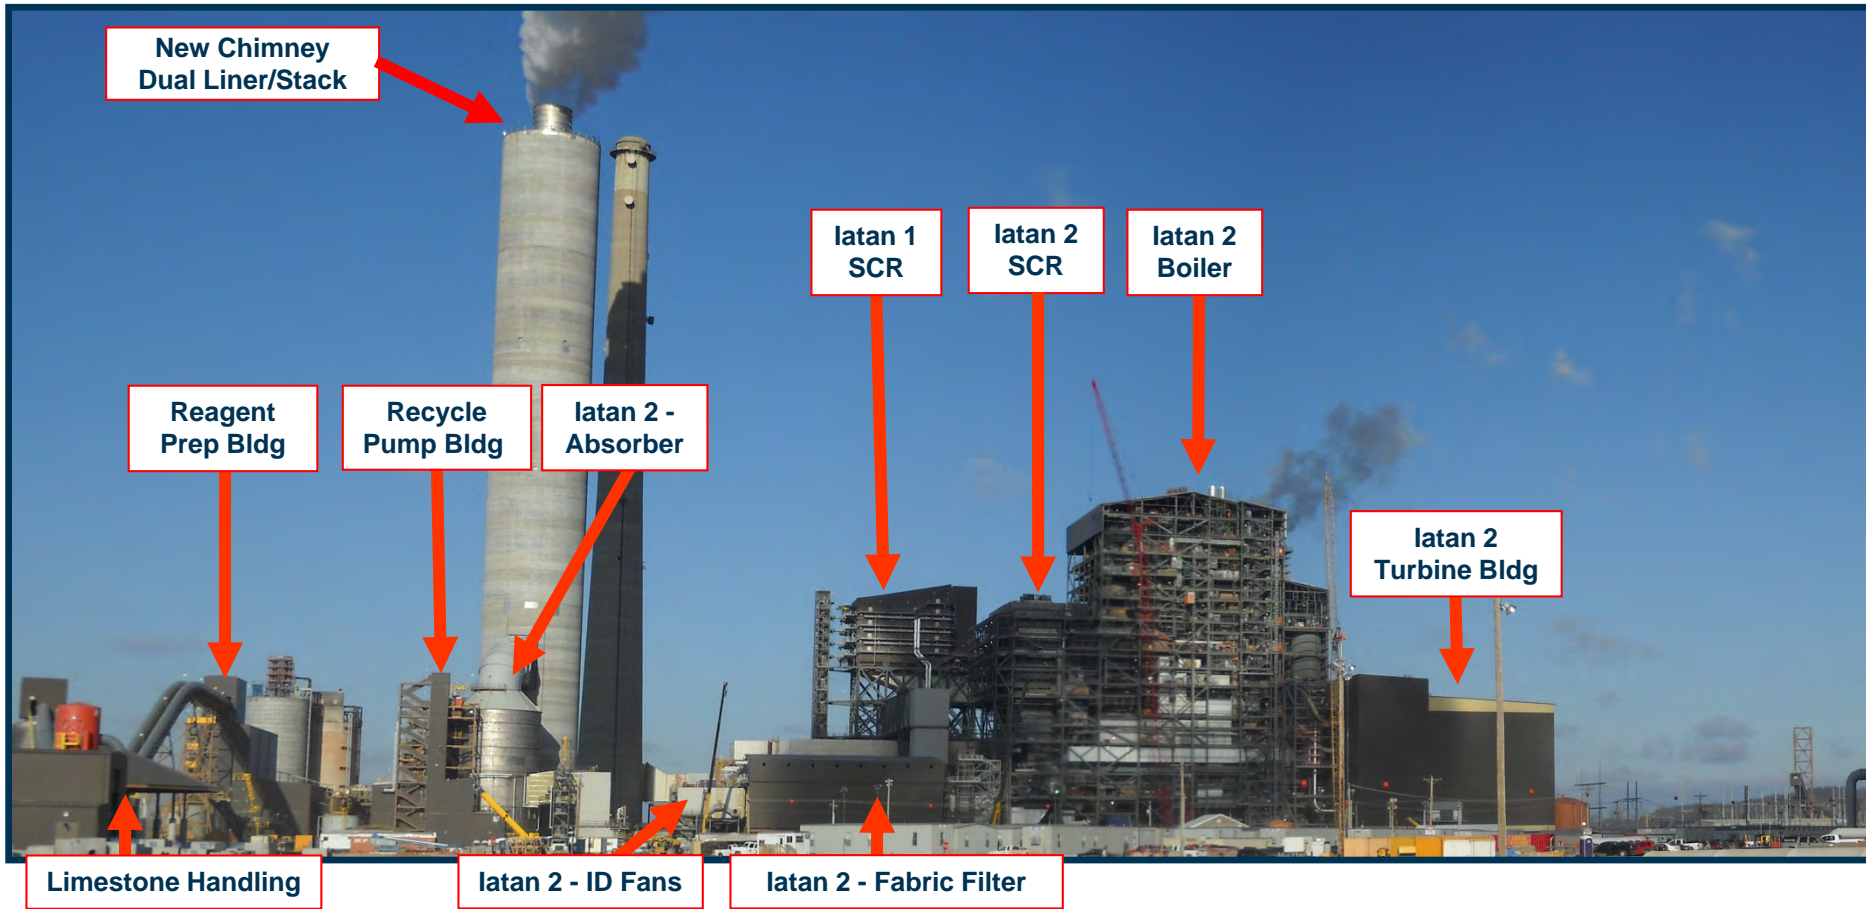 New Chimney
Dual Liner/Stack
Iatan 1
SCR
Iatan 2
SCR
Iatan 2
Boiler
Reagent
Prep Bldg
Recycle
Pump Bldg
Iatan 2 -
Absorber
Iatan 2
Turbine Bldg
Limestone Handling
Iatan 2 - ID Fans
Iatan 2 - Fabric Filter